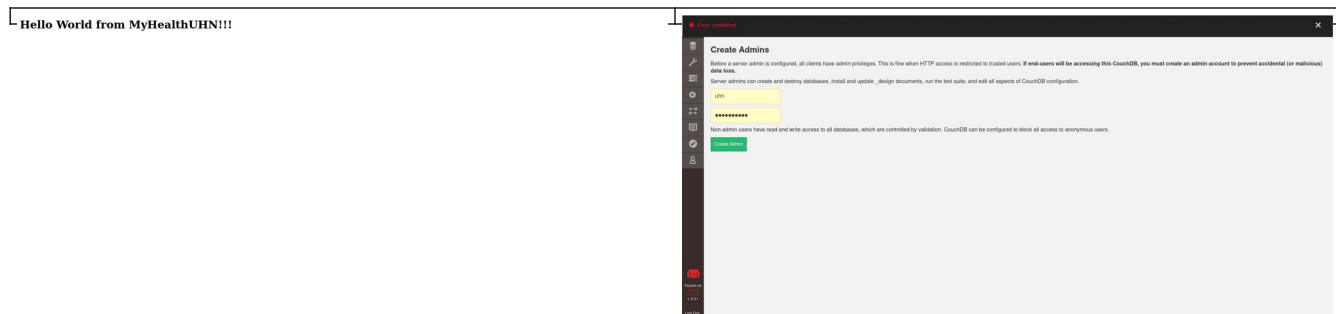 Hello World from MyHealthUHN!!!
Error: undefined
×
Create Admins
Before a server admin is configured, all clients have admin privileges. This is fine when HTTP access is restricted to trusted users. If end-users will be accessing this CouchDB, you must create an admin account to prevent accidental (or malicious)
data loss.
Server admins can create and destroy databases, install and update _design documents, run the test suite, and edit all aspects of CouchDB configuration.
uhn
Non-admin users have read and write access to all databases, which are controlled by validation. CouchDB can be configured to block all access to anonymous users.
Create Admin
Fauxton on
Log Out